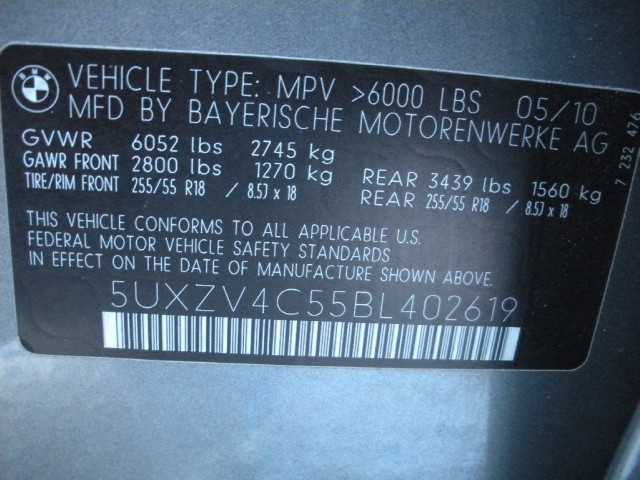 BMW
VEHICLE TYPE: MPV >6000 LBS 05/10
MFD BY BAYERISCHE MOTORENWERKE AG
GVWR 6052 lbs 2745 kg
GAWR FRONT 2800 lbs 1270 kg REAR 3439 lbs 1560 kg
TIRE/RIM FRONT 255/55 R18 / 8.5J x 18 REAR 255/55 R18 / 8.5J x 18
THIS VEHICLE CONFORMS TO ALL APPLICABLE U.S.
FEDERAL MOTOR VEHICLE SAFETY STANDARDS
IN EFFECT ON THE DATE OF MANUFACTURE SHOWN ABOVE.
5UXZV4C55BL402619
7 232 426